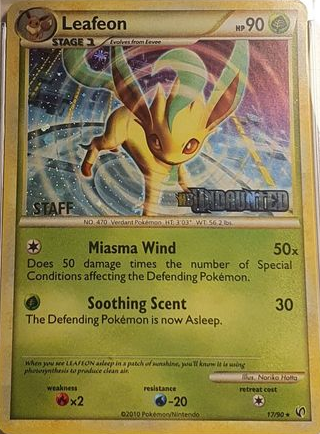 Leafeon
HP 90
STAGE 1 Evolves from Eevee
STAFF
UNDAUNTED
NO. 470 Verdant Pokémon. HT: 3'03" WT: 56.2 lbs.
Miasma Wind 50x
Does 50 damage times the number of Special
Conditions affecting the Defending Pokémon.
Soothing Scent 30
The Defending Pokémon is now Asleep.
When you see LEAFEON asleep in a patch of sunshine, you'll know it is using
photosynthesis to produce clean air.
Illus. Noriko Hotta
weakness resistance retreat cost
x2 -20
©2010 Pokémon/Nintendo 17/90 ★